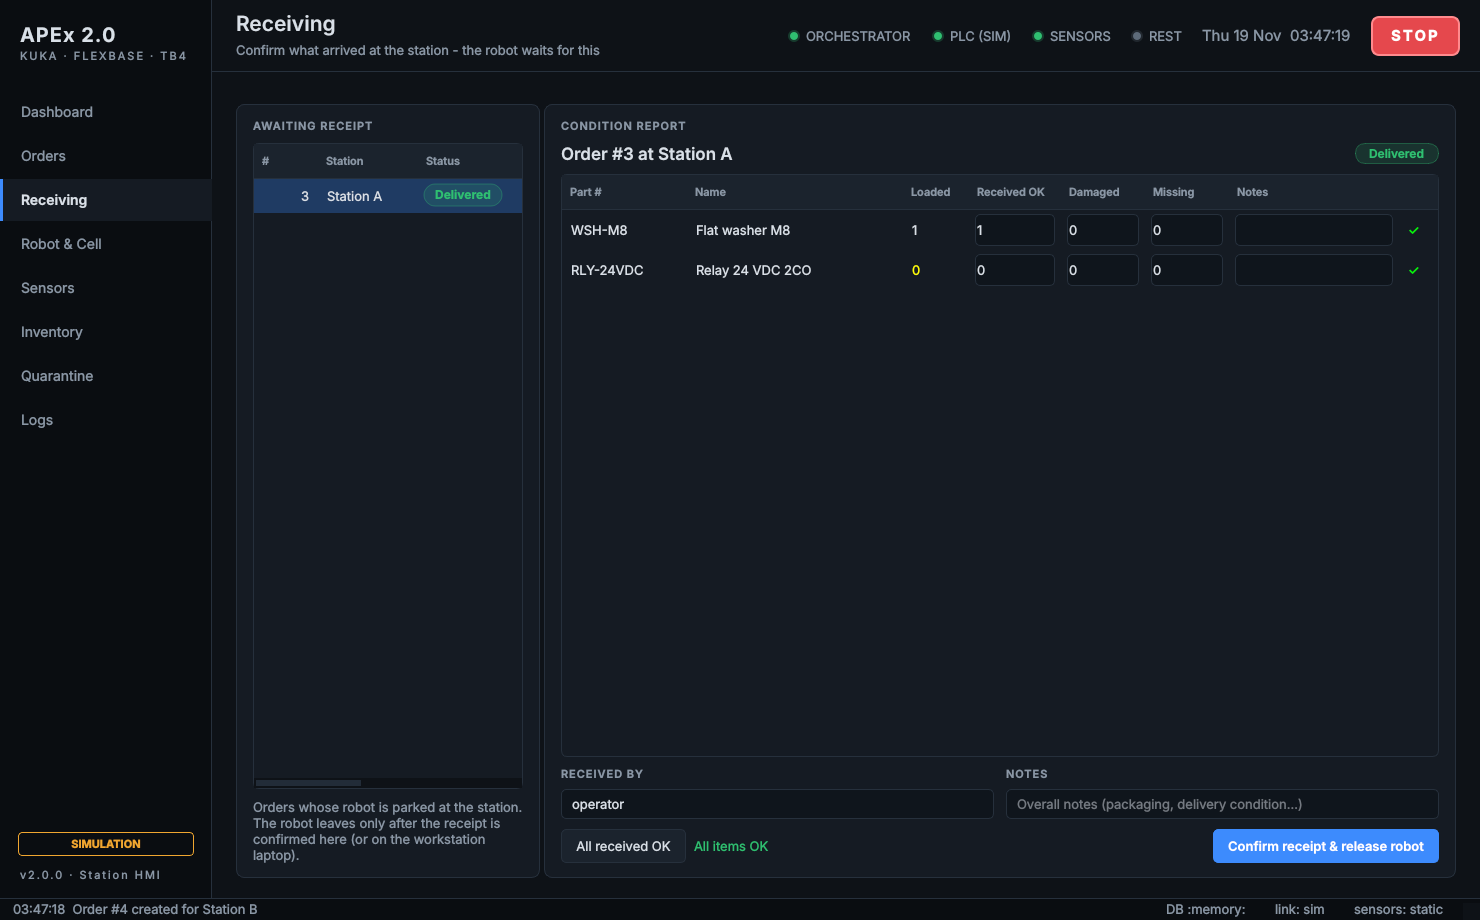 APEx 2.0
KUKA · FLEXBASE · TB4
Dashboard
Orders
Receiving
Robot & Cell
Sensors
Inventory
Quarantine
Logs
SIMULATION
v2.0.0 · Station HMI
Receiving
Confirm what arrived at the station - the robot waits for this
ORCHESTRATOR PLC (SIM) SENSORS REST Thu 19 Nov 03:47:19 STOP
AWAITING RECEIPT
# Station Status
3 Station A Delivered
Orders whose robot is parked at the station.
The robot leaves only after the receipt is
confirmed here (or on the workstation
laptop).
CONDITION REPORT
Order #3 at Station A Delivered
Part # Name Loaded Received OK Damaged Missing Notes
WSH-M8 Flat washer M8 1 1 0 0 ✓
RLY-24VDC Relay 24 VDC 2CO 0 0 0 0 ✓
RECEIVED BY NOTES
operator Overall notes (packaging, delivery condition...)
All received OK All items OK Confirm receipt & release robot
03:47:18 Order #4 created for Station B DB :memory: link: sim sensors: static